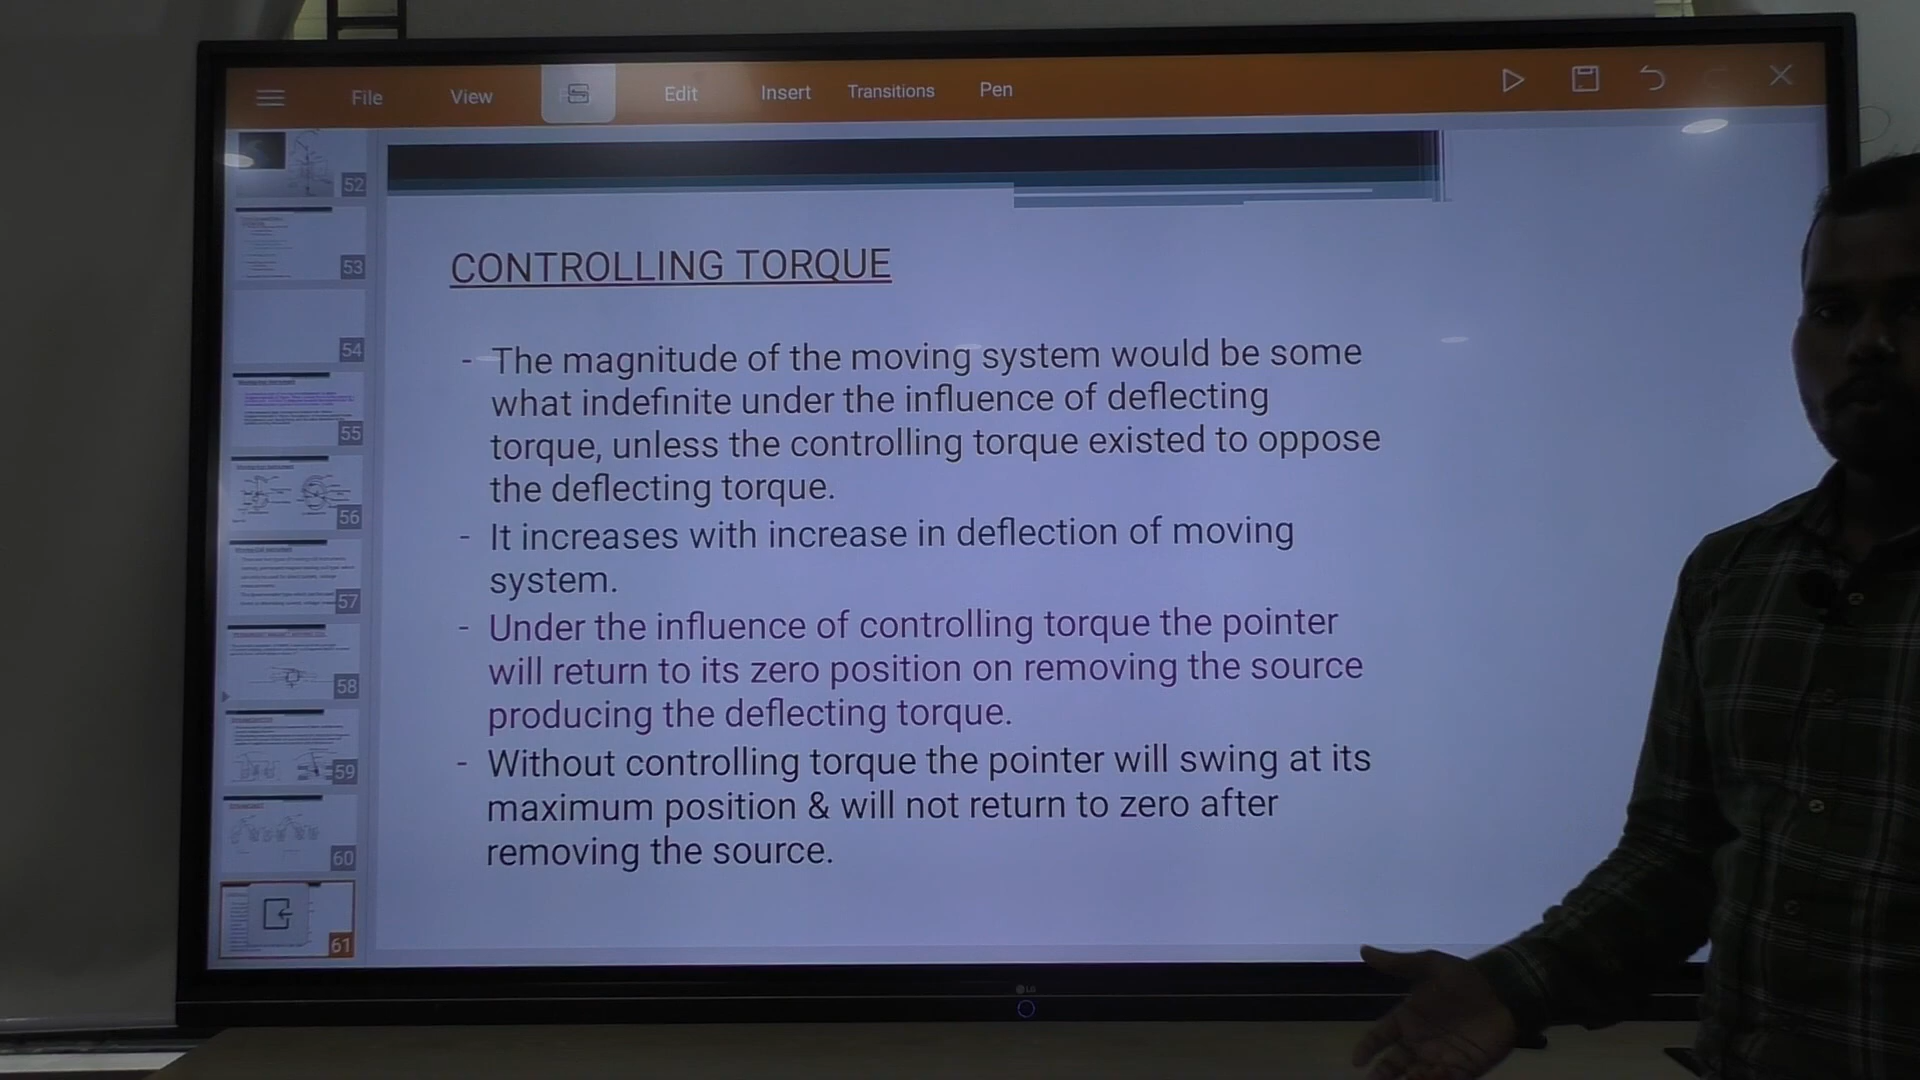 File View Edit Insert Transitions Pen
52
53
54
55
56
57
58
59
60
61
CONTROLLING TORQUE
- The magnitude of the moving system would be some
what indefinite under the influence of deflecting
torque, unless the controlling torque existed to oppose
the deflecting torque.
- It increases with increase in deflection of moving
system.
- Under the influence of controlling torque the pointer
will return to its zero position on removing the source
producing the deflecting torque.
- Without controlling torque the pointer will swing at its
maximum position & will not return to zero after
removing the source.
LG